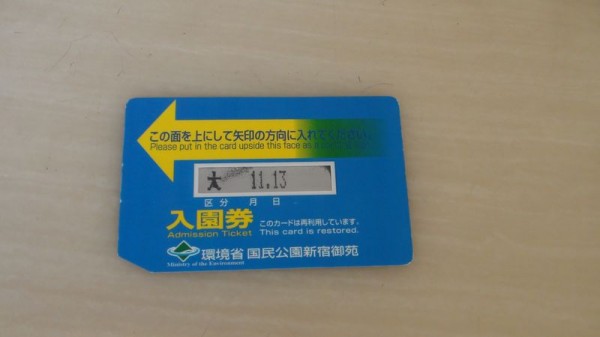 この面を上にして矢印の方向に入れてください。
Please put in the card upside this face as
11.13
区分 月 日
入園券 このカードは再利用しています。
Admission Ticket This card is restored.
環境省 国民公園新宿御苑
Ministry of the Environment